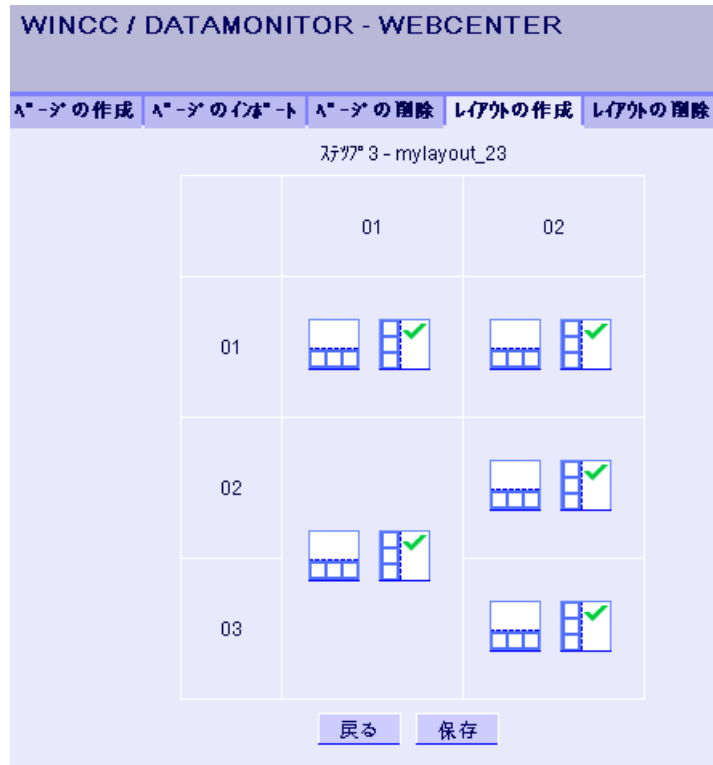 WINCC / DATAMONITOR - WEBCENTER
ﾍﾟｰｼﾞの作成 ﾍﾟｰｼﾞのｲﾝﾎﾟｰﾄ ﾍﾟｰｼﾞの削除 ﾚｲｱｳﾄの作成 ﾚｲｱｳﾄの削除
ｽﾃｯﾌﾟ3 - mylayout_23
01 02
01
02
03
戻る 保存